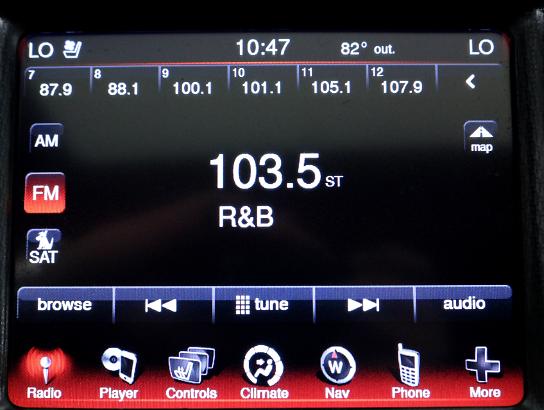 LO 10:47 82° out. LO
7 87.9 8 88.1 9 100.1 10 101.1 11 105.1 12 107.9
AM
map
103.5 ST
FM
R&B
SAT
browse tune audio
W
Radio Player Controls Climate Nav Phone More